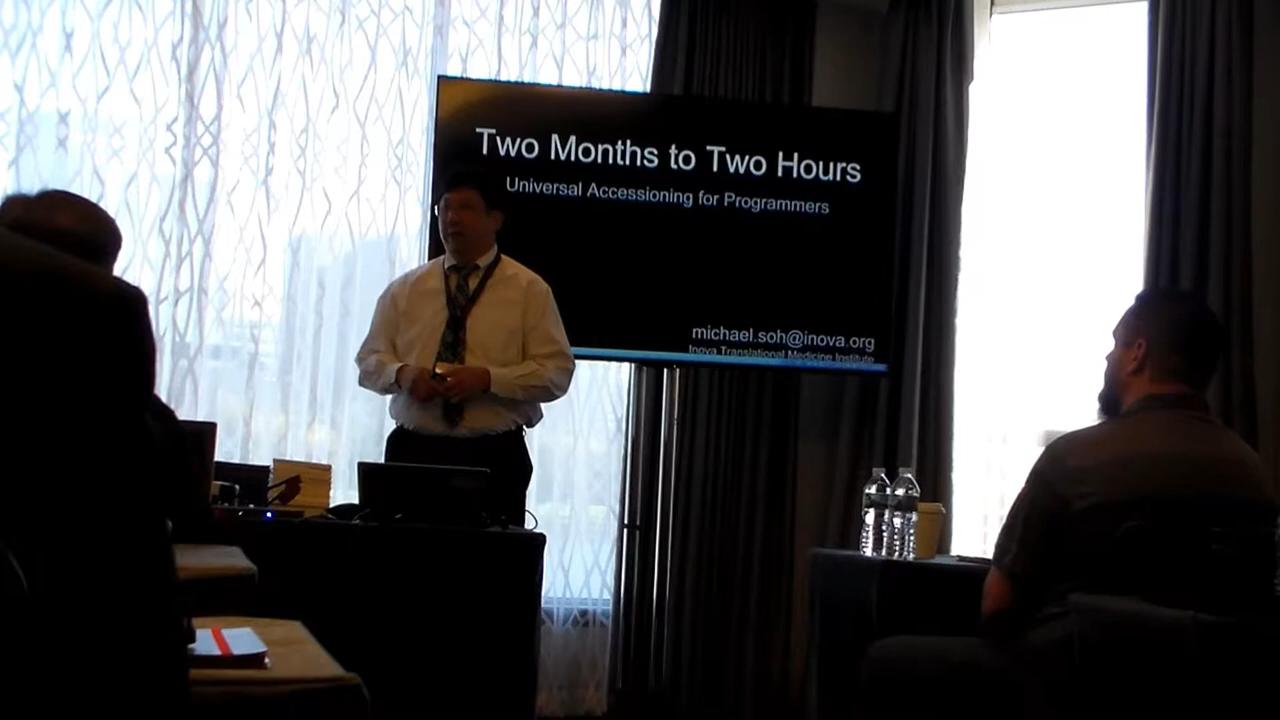 Two Months to Two Hours
Universal Accessioning for Programmers
michael.soh@inova.org
Inova Translational Medicine Institute